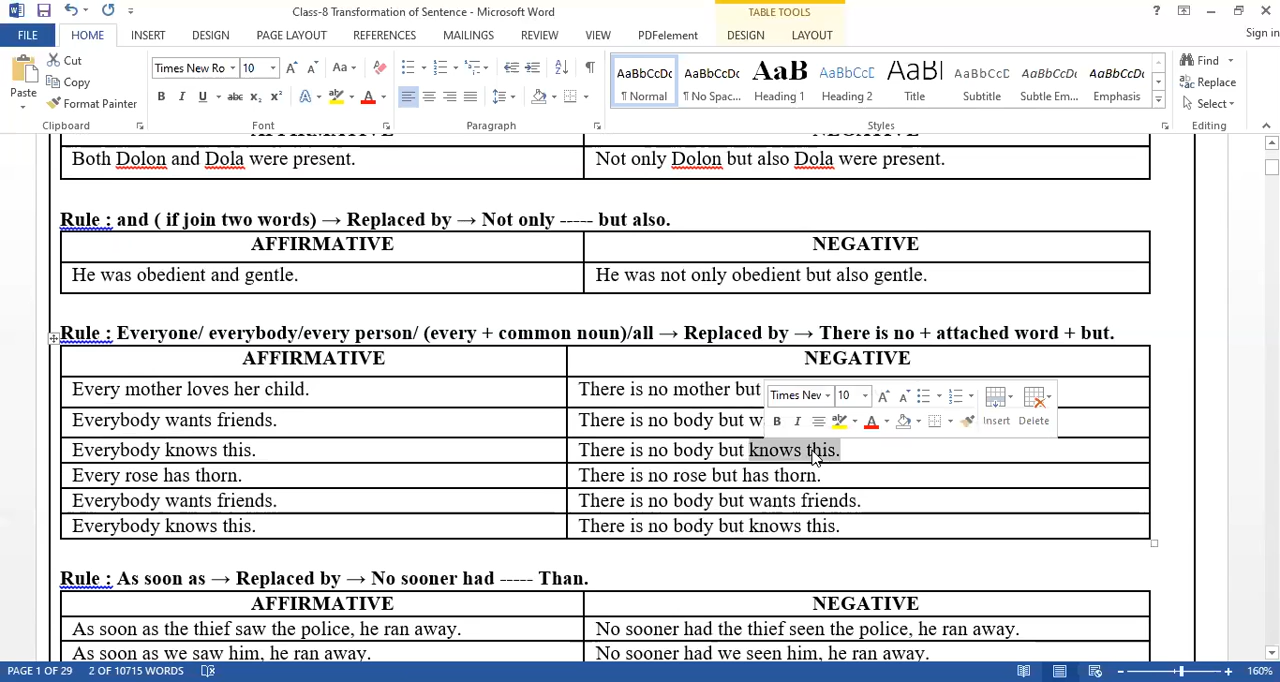 Class-8 Transformation of Sentence - Microsoft Word
TABLE TOOLS
Sign in
FILE HOME INSERT DESIGN PAGE LAYOUT REFERENCES MAILINGS REVIEW VIEW PDFelement DESIGN LAYOUT
Paste
Cut
Copy
Format Painter
Clipboard
Times New Ro 10
Font
Paragraph
AaBbCcDc AaBbCcDc AaB AaBbCcDc AaBl AaBbCcDc AaBbCcDc AaBbCcDc
¶ Normal ¶ No Spac... Heading 1 Heading 2 Title Subtitle Subtle Em... Emphasis
Styles
Find
Replace
Select
Editing
AFFIRMATIVE NEGATIVE
Both Dolon and Dola were present. Not only Dolon but also Dola were present.
Rule : and ( if join two words) → Replaced by → Not only ----- but also.
AFFIRMATIVE NEGATIVE
He was obedient and gentle. He was not only obedient but also gentle.
Rule : Everyone/ everybody/every person/ (every + common noun)/all → Replaced by → There is no + attached word + but.
AFFIRMATIVE NEGATIVE
Every mother loves her child. There is no mother but
Everybody wants friends. There is no body but w
Times Nev 10
Insert Delete
Everybody knows this. There is no body but knows this.
Every rose has thorn. There is no rose but has thorn.
Everybody wants friends. There is no body but wants friends.
Everybody knows this. There is no body but knows this.
Rule : As soon as → Replaced by → No sooner had ----- Than.
AFFIRMATIVE NEGATIVE
As soon as the thief saw the police, he ran away. No sooner had the thief seen the police, he ran away.
As soon as we saw him, he ran away. No sooner had we seen him, he ran away.
PAGE 1 OF 29 2 OF 10715 WORDS 160%